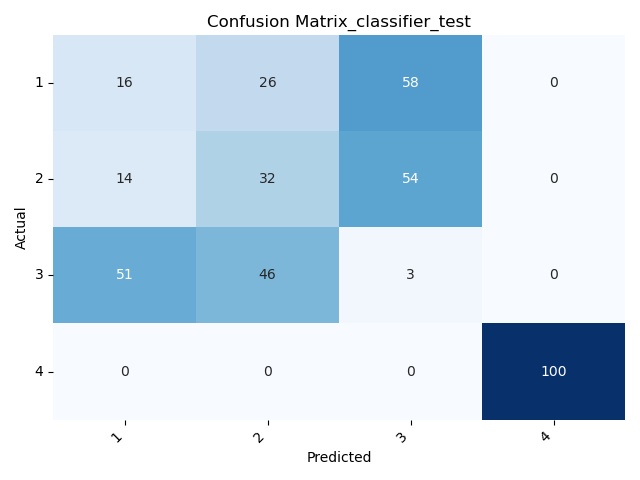 Confusion Matrix_classifier_test
1 16 26 58 0
2 14 32 54 0
Actual
3 51 46 3 0
4 0 0 0 100
1 2 3 4
Predicted